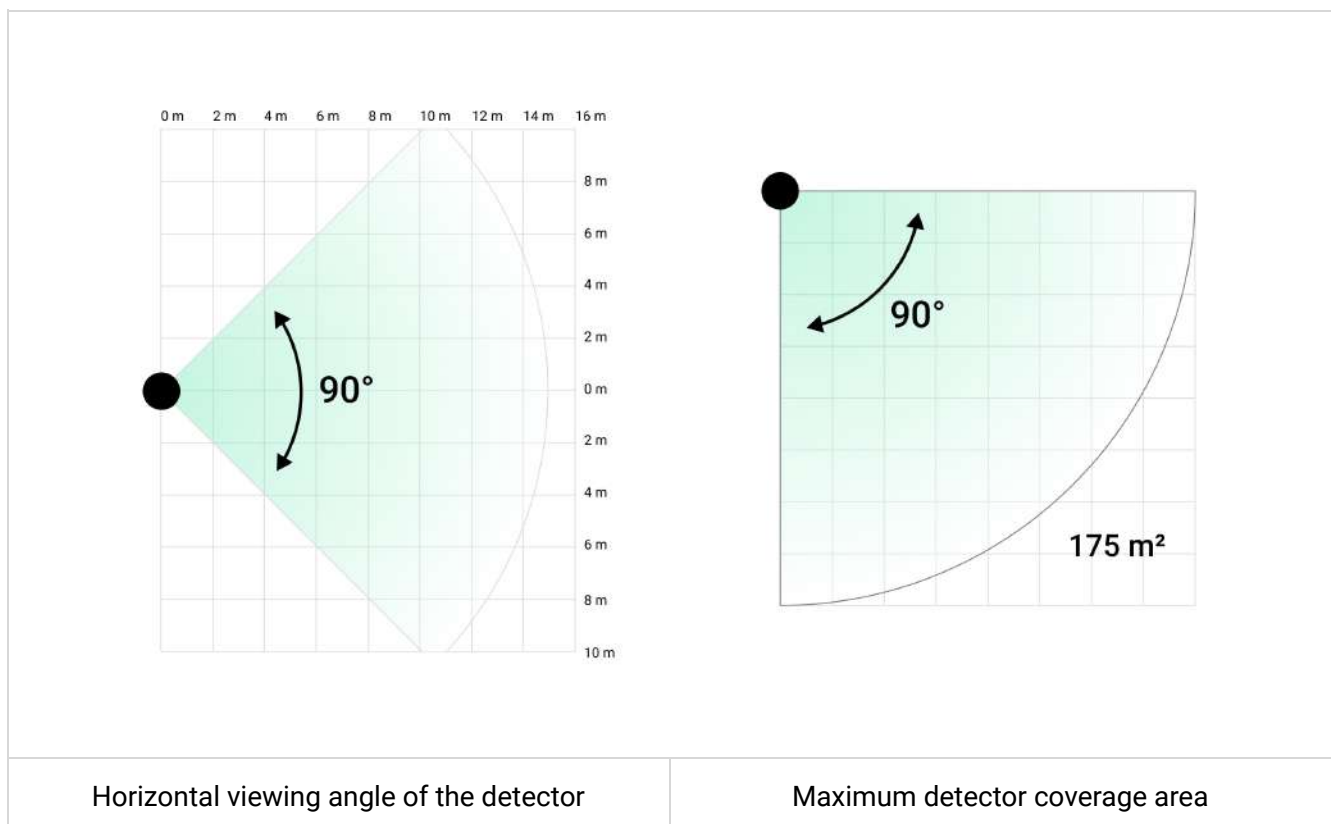 0 m 2 m 4 m 6 m 8 m 10 m 12 m 14 m 16 m
8 m
6 m
4 m
2 m
0 m
2 m
4 m
6 m
8 m
10 m
90°
90°
175 m²
Horizontal viewing angle of the detector
Maximum detector coverage area